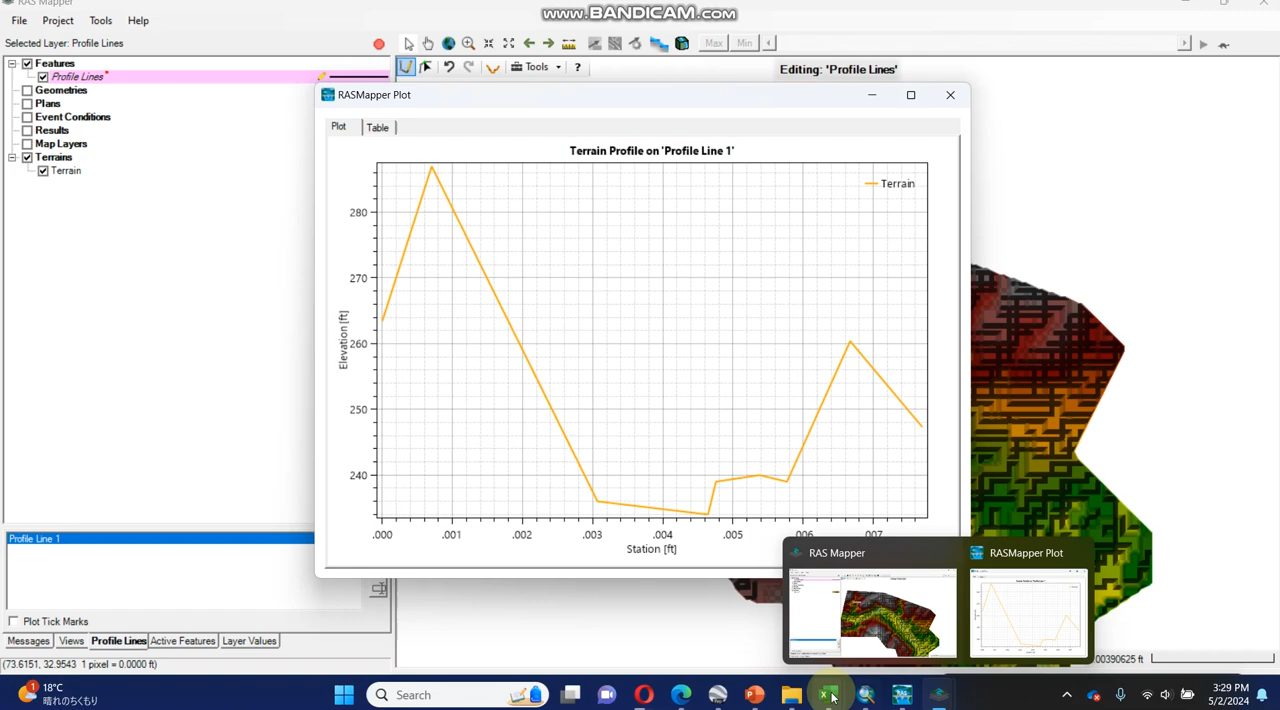 RAS Mapper
www.BANDICAM.com
File Project Tools Help
Selected Layer: Profile Lines
Max Min
Features
Profile Lines *
Geometries
Plans
Event Conditions
Results
Map Layers
Terrains
Terrain
Tools ?
Editing: 'Profile Lines'
RASMapper Plot
Plot Table
Terrain Profile on 'Profile Line 1'
Terrain
280
270
260
250
240
Elevation [ft]
.000 .001 .002 .003 .004 .005 .006 .007
Station [ft]
RAS Mapper
RASMapper Plot
Profile Line 1
Plot Tick Marks
Messages Views Profile Lines Active Features Layer Values
(73.6151, 32.9543 1 pixel = 0.0000 ft)
00390625 ft
1
18°C
晴れのちくもり
Search
3:29 PM
5/2/2024